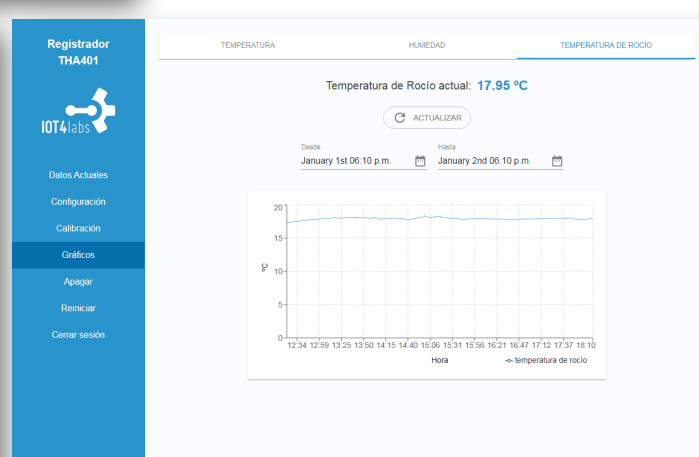 Registrador
THA401
IOT4labs
Datos Actuales
Configuración
Calibración
Gráficos
Apagar
Reiniciar
Cerrar sesión
TEMPERATURA
HUMEDAD
TEMPERATURA DE ROCÍO
Temperatura de Rocío actual: 17.95 ºC
ACTUALIZAR
Desde
January 1st 06:10 p.m.
Hasta
January 2nd 06:10 p.m.
20
15
10
5
0
ºC
12:34 12:59 13:25 13:50 14:15 14:40 15:06 15:31 15:56 16:21 16:47 17:12 17:37 18:10
Hora
temperatura de rocío